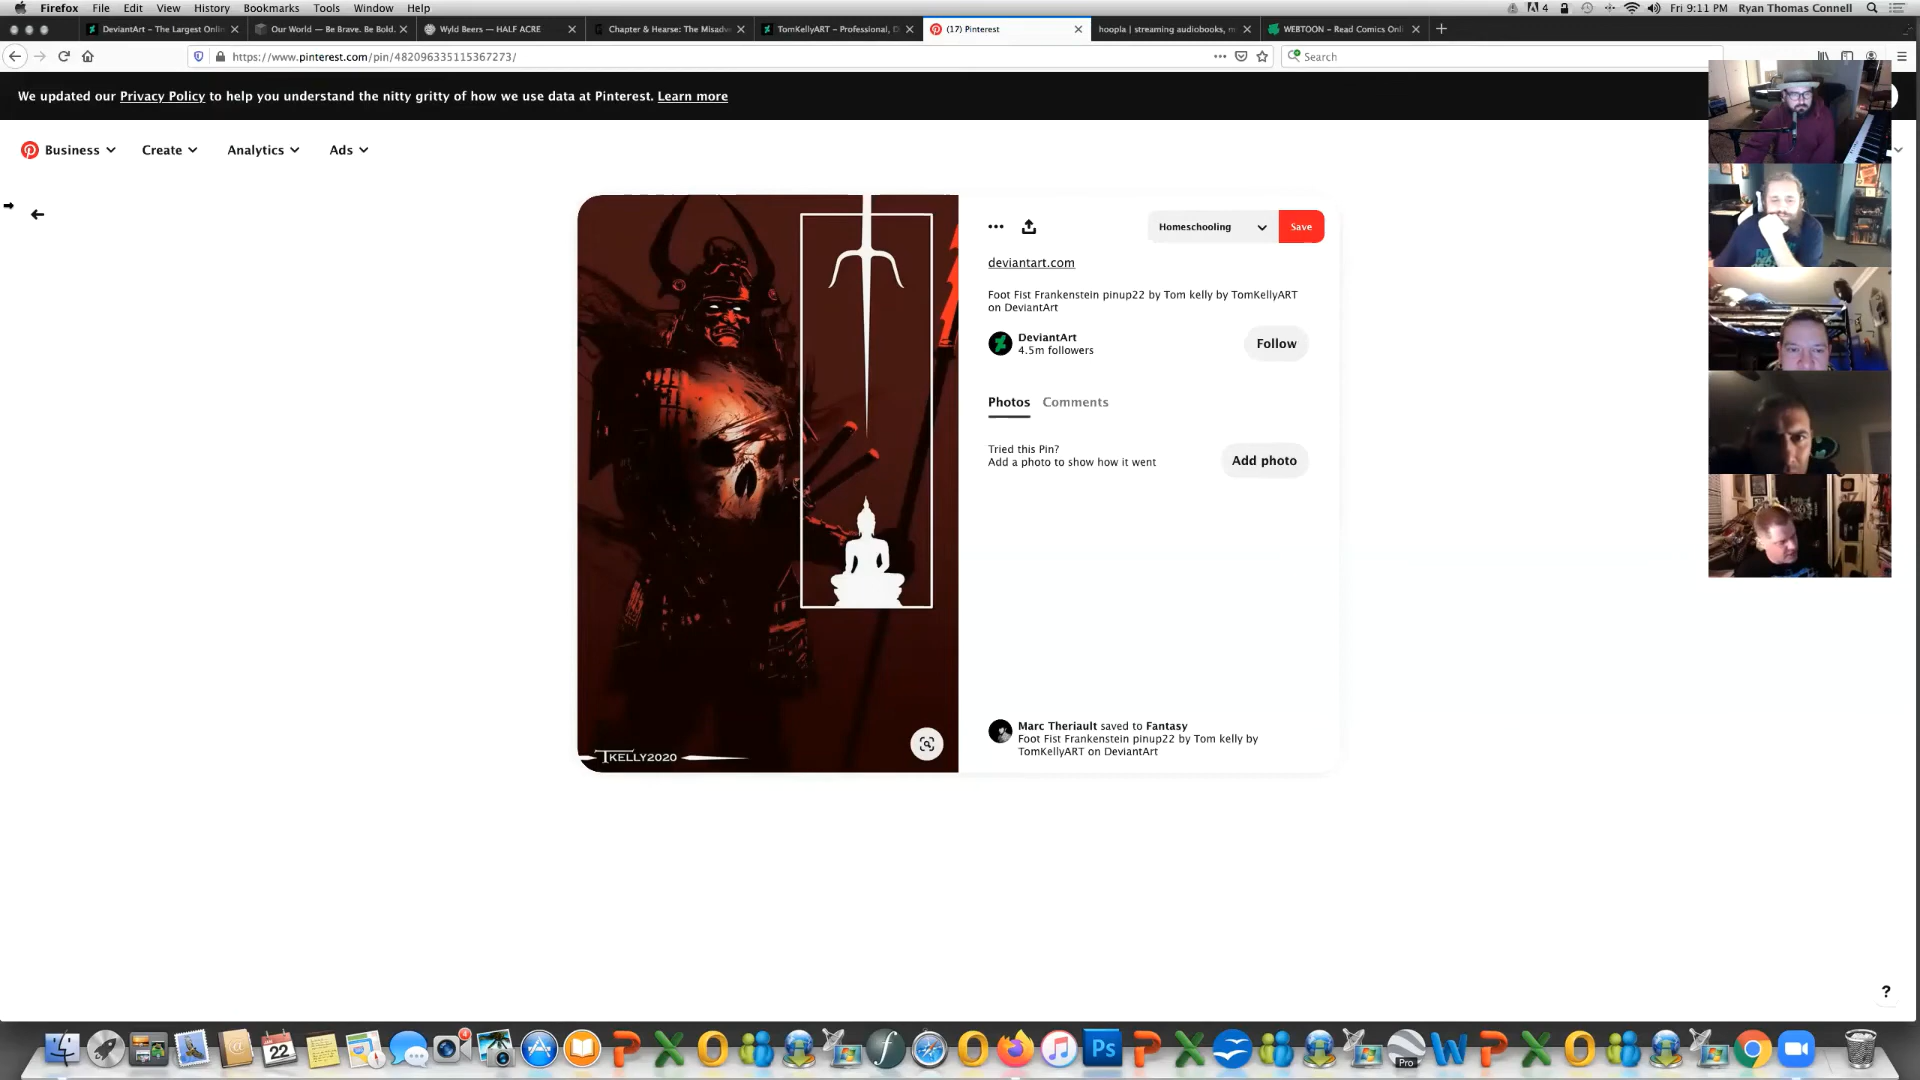 Firefox File Edit View History Bookmarks Tools Window Help
4 Fri 9:11 PM Ryan Thomas Connell
DeviantArt – The Largest Onlin
Our World — Be Brave. Be Bold.
Wyld Beers — HALF ACRE
Chapter & Hearse: The Misadv
TomKellyART – Professional, D
(17) Pinterest
hoopla | streaming audiobooks, m
WEBTOON – Read Comics Onli
https://www.pinterest.com/pin/482096335115367273/
Search
We updated our Privacy Policy to help you understand the nitty gritty of how we use data at Pinterest. Learn more
Business Create Analytics Ads
Homeschooling Save
deviantart.com
Foot Fist Frankenstein pinup22 by Tom kelly by TomKellyART
on DeviantArt
DeviantArt
4.5m followers
Follow
Photos Comments
Tried this Pin?
Add a photo to show how it went
Add photo
Marc Theriault saved to Fantasy
Foot Fist Frankenstein pinup22 by Tom kelly by
TomKellyART on DeviantArt
TKELLY2020
?
22
4
Ps
Pro